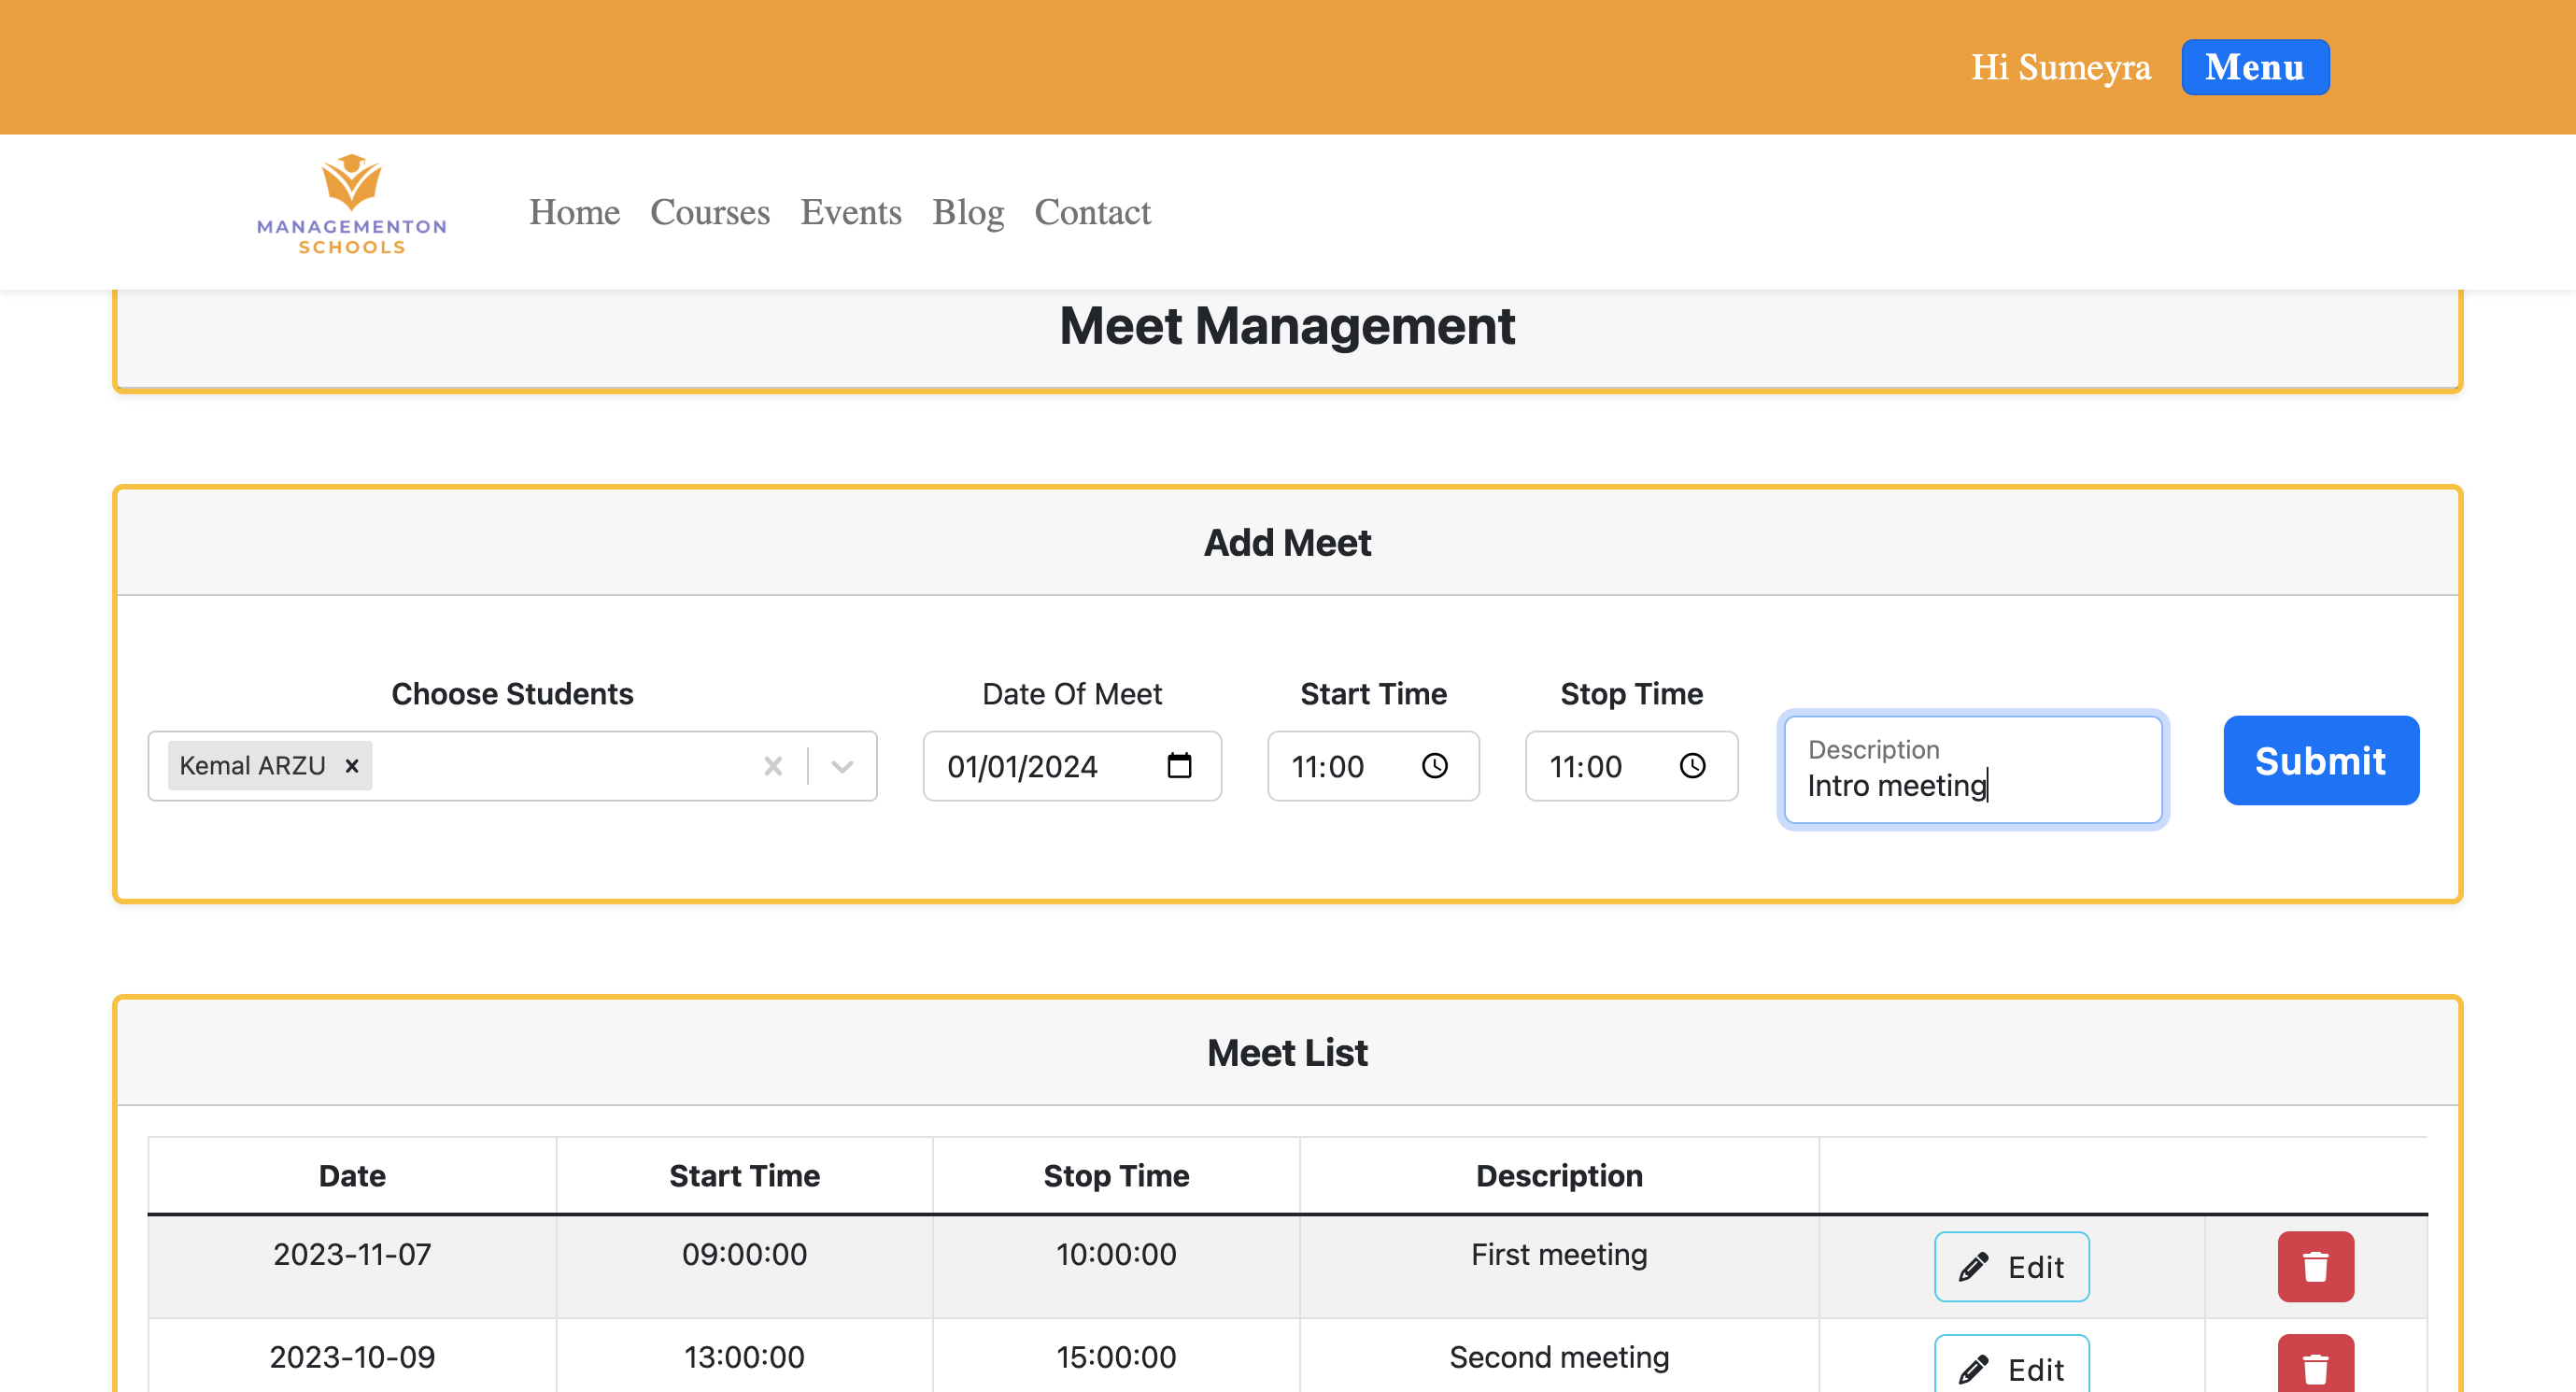 Hi Sumeyra Menu
MANAGEMENTON
SCHOOLS
Home Courses Events Blog Contact
Meet Management
Add Meet
Choose Students Date Of Meet Start Time Stop Time
Kemal ARZU 01/01/2024 11:00 11:00 Description
Intro meeting
Submit
Meet List
Date Start Time Stop Time Description
2023-11-07 09:00:00 10:00:00 First meeting Edit
2023-10-09 13:00:00 15:00:00 Second meeting Edit